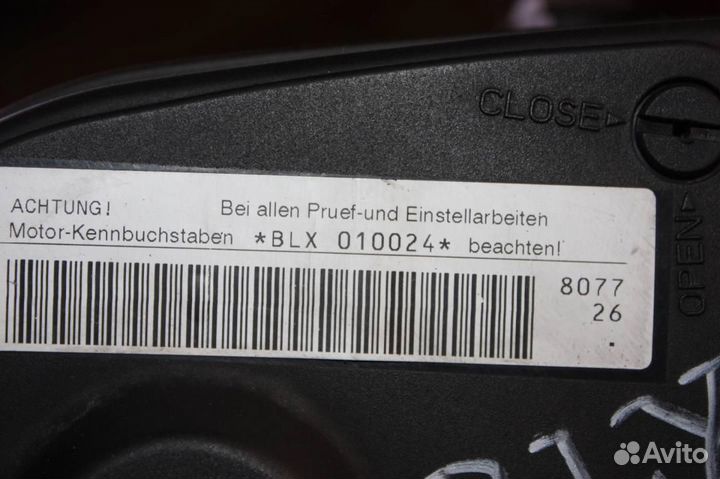 CLOSE
ACHTUNG! Bei allen Pruef-und Einstellarbeiten
Motor-Kennbuchstaben *BLX 010024* beachten!
8077
26
.
OPEN
Avito